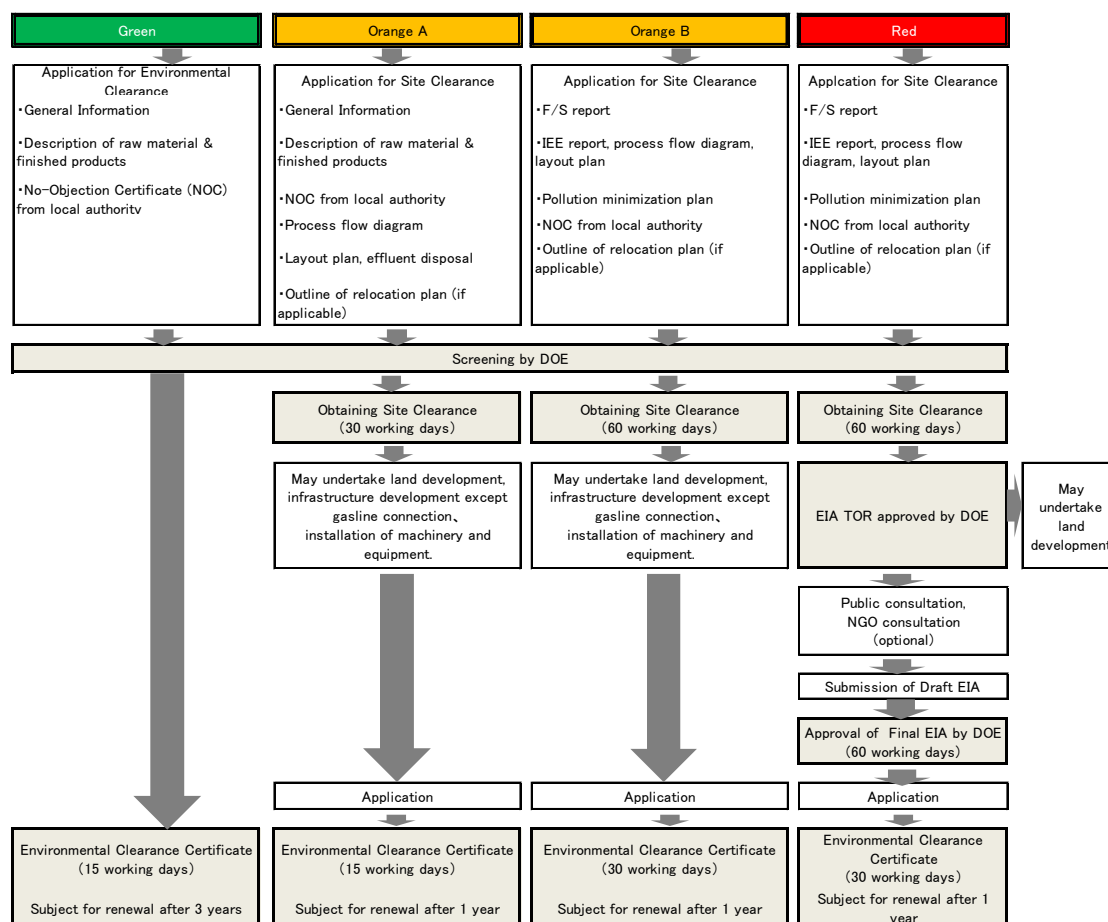 Green
Orange A
Orange B
Red
Application for Environmental
Clearance
・General Information
・Description of raw material &
finished products
・No-Objection Certificate (NOC)
from local authority
Application for Site Clearance
・General Information
・Description of raw material &
finished products
・NOC from local authority
・Process flow diagram
・Layout plan, effluent disposal
・Outline of relocation plan (if
applicable)
Application for Site Clearance
・F/S report
・IEE report, process flow diagram,
layout plan
・Pollution minimization plan
・NOC from local authority
・Outline of relocation plan (if
applicable)
Application for Site Clearance
・F/S report
・IEE report, process flow
diagram, layout plan
・Pollution minimization plan
・NOC from local authority
・Outline of relocation plan (if
applicable)
Screening by DOE
Obtaining Site Clearance
(30 working days)
Obtaining Site Clearance
(60 working days)
Obtaining Site Clearance
(60 working days)
May undertake land development,
infrastructure development except
gasline connection、
installation of machinery and
equipment.
May undertake land development,
infrastructure development except
gasline connection、
installation of machinery and
equipment.
EIA TOR approved by DOE
May
undertake
land
development
Public consultation,
NGO consultation
(optional)
Submission of Draft EIA
Approval of Final EIA by DOE
(60 working days)
Application
Application
Application
Environmental Clearance Certificate
(15 working days)
Subject for renewal after 3 years
Environmental Clearance Certificate
(15 working days)
Subject for renewal after 1 year
Environmental Clearance Certificate
(30 working days)
Subject for renewal after 1 year
Environmental Clearance
Certificate
(30 working days)
Subject for renewal after 1
year